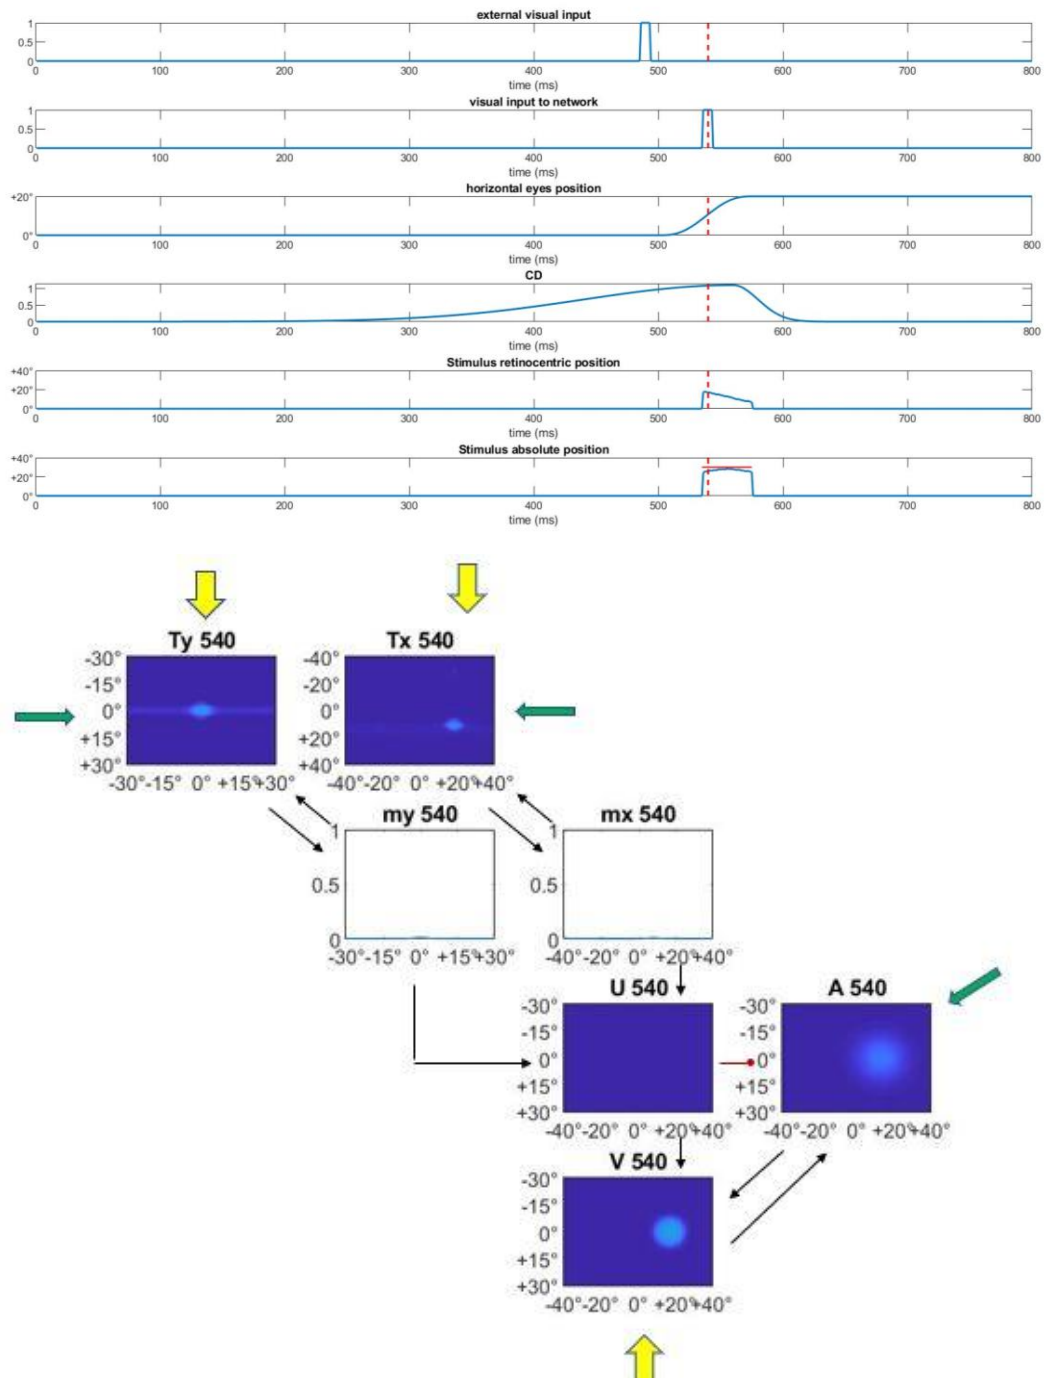 external visual input
1
0.5
0
0 100 200 300 400 500 600 700 800
time (ms)
visual input to network
1
0.5
0
0 100 200 300 400 500 600 700 800
time (ms)
horizontal eyes position
+20°
0°
0 100 200 300 400 500 600 700 800
time (ms)
CD
1
0.5
0
0 100 200 300 400 500 600 700 800
time (ms)
Stimulus retinocentric position
+40°
+20°
0°
0 100 200 300 400 500 600 700 800
time (ms)
Stimulus absolute position
+40°
+20°
0°
0 100 200 300 400 500 600 700 800
time (ms)
Ty 540
-30°
-15°
0°
+15°
+30°
-30° -15° 0° +15° +30°
Tx 540
-40°
-20°
0°
+20°
+40°
-40° -20° 0° +20° +40°
my 540
1
0.5
0
-30° -15° 0° +15° +30°
mx 540
1
0.5
0
-40° -20° 0° +20° +40°
U 540
-30°
-15°
0°
+15°
+30°
-40° -20° 0° +20° +40°
A 540
-30°
-15°
0°
+15°
+30°
-40° -20° 0° +20° +40°
V 540
-30°
-15°
0°
+15°
+30°
-40° -20° 0° +20° +40°